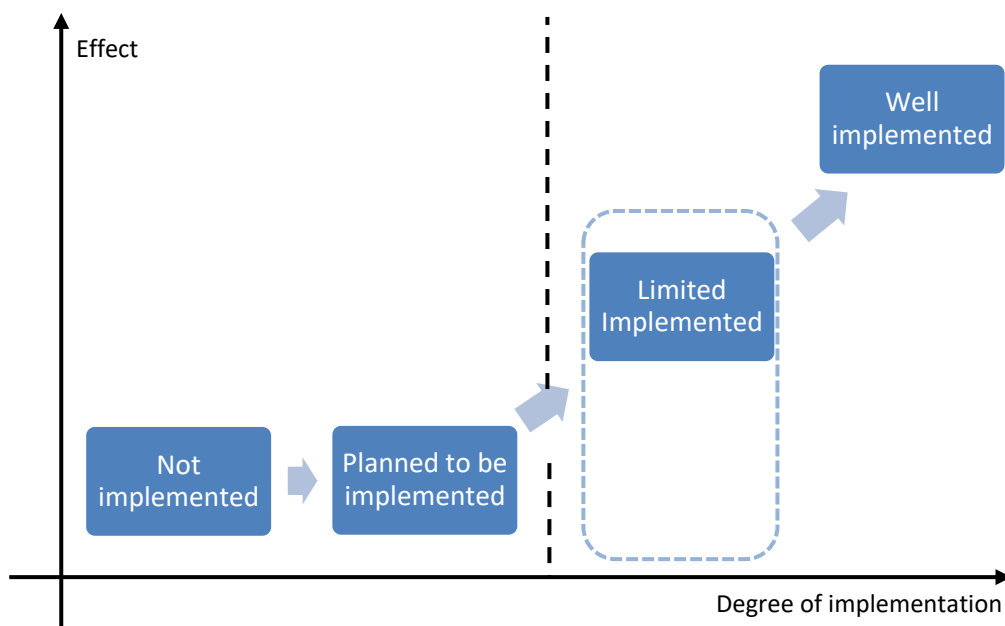 Effect
Well
implemented
Limited
Implemented
Not
implemented
Planned to be
implemented
Degree of implementation